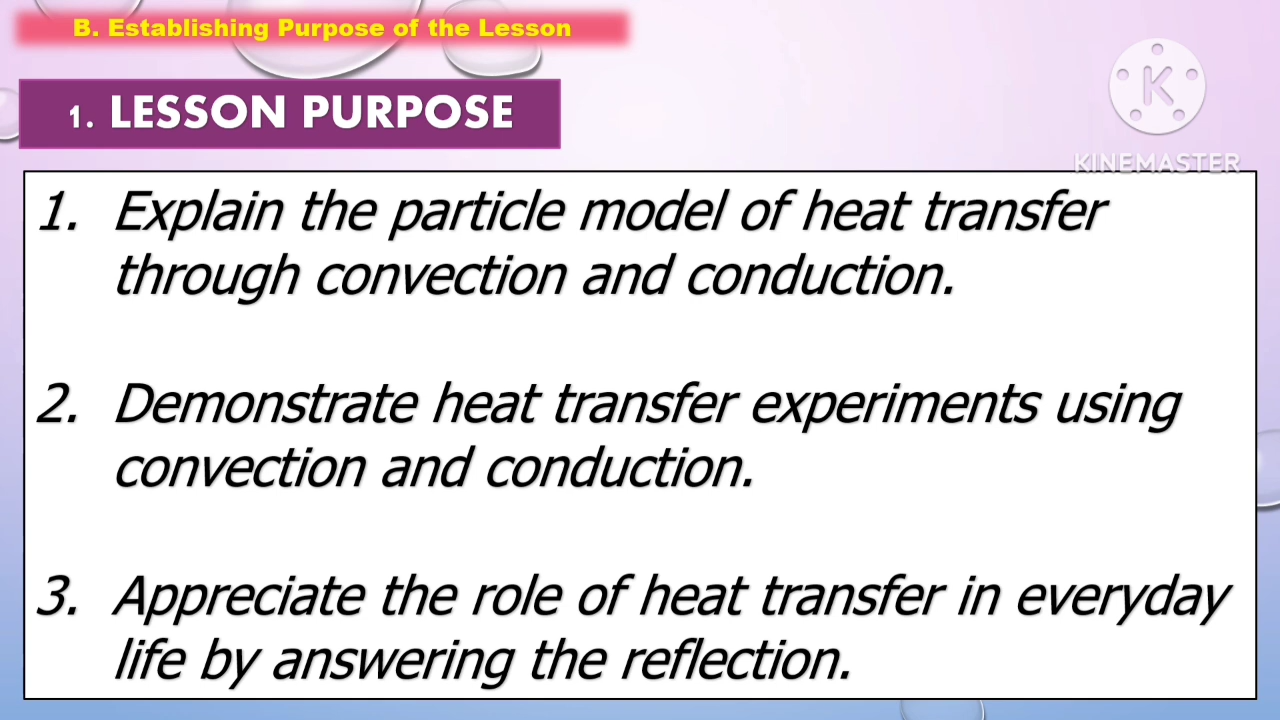 B. Establishing Purpose of the Lesson
1. LESSON PURPOSE
KINEMASTER
1. Explain the particle model of heat transfer
through convection and conduction.
2. Demonstrate heat transfer experiments using
convection and conduction.
3. Appreciate the role of heat transfer in everyday
life by answering the reflection.